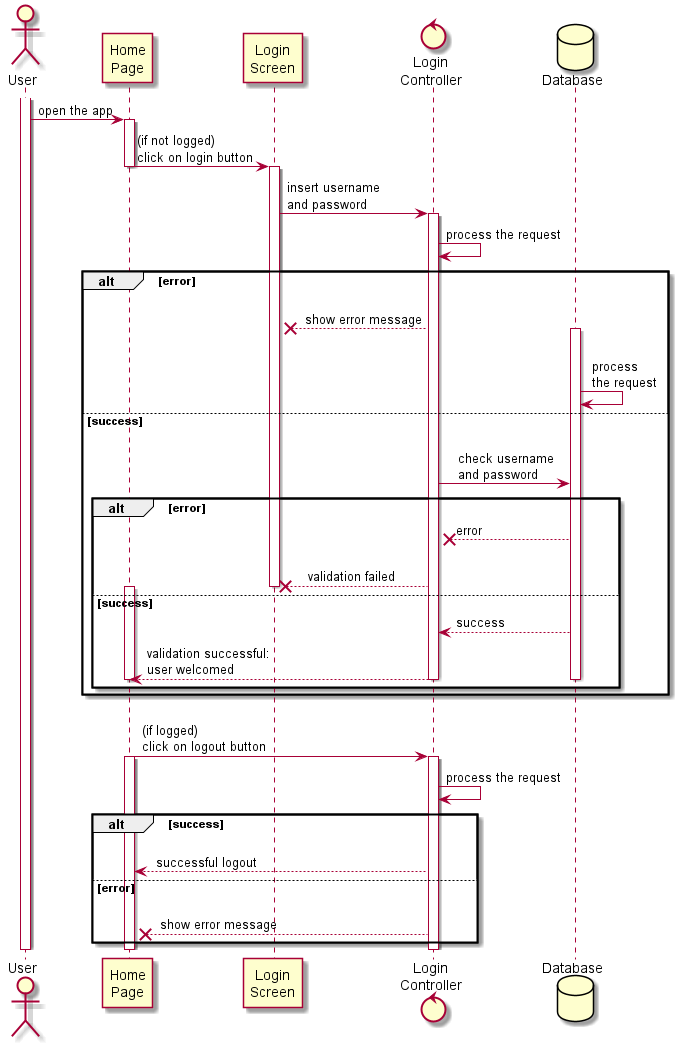 User
Home
Page
Login
Screen
Login
Controller
Database
open the app
(if not logged)
click on login button
insert username
and password
process the request
alt
[error]
show error message
process
the request
[success]
check username
and password
alt
[error]
error
validation failed
[success]
success
validation successful:
user welcomed
(if logged)
click on logout button
process the request
alt
[success]
successful logout
[error]
show error message
User
Home
Page
Login
Screen
Login
Controller
Database